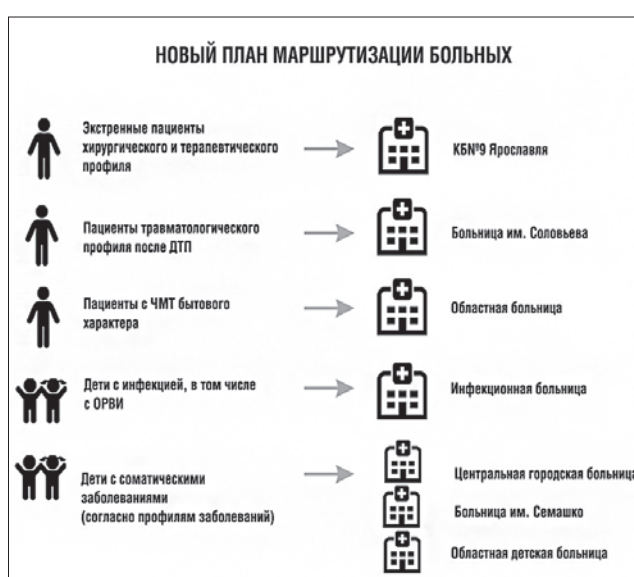 НОВЫЙ ПЛАН МАРШРУТИЗАЦИИ БОЛЬНЫХ
Экстренные пациенты
хирургического и терапевтического
профиля
КБ№9 Ярославля
Пациенты травматологического
профиля после ДТП
Больница им. Соловьева
Пациенты с ЧМТ бытового
характера
Областная больница
Дети с инфекцией, в том числе
с ОРВИ
Инфекционная больница
Дети с соматическими
заболеваниями
(согласно профилям заболеваний)
Центральная городская больница
Больница им. Семашко
Областная детская больница